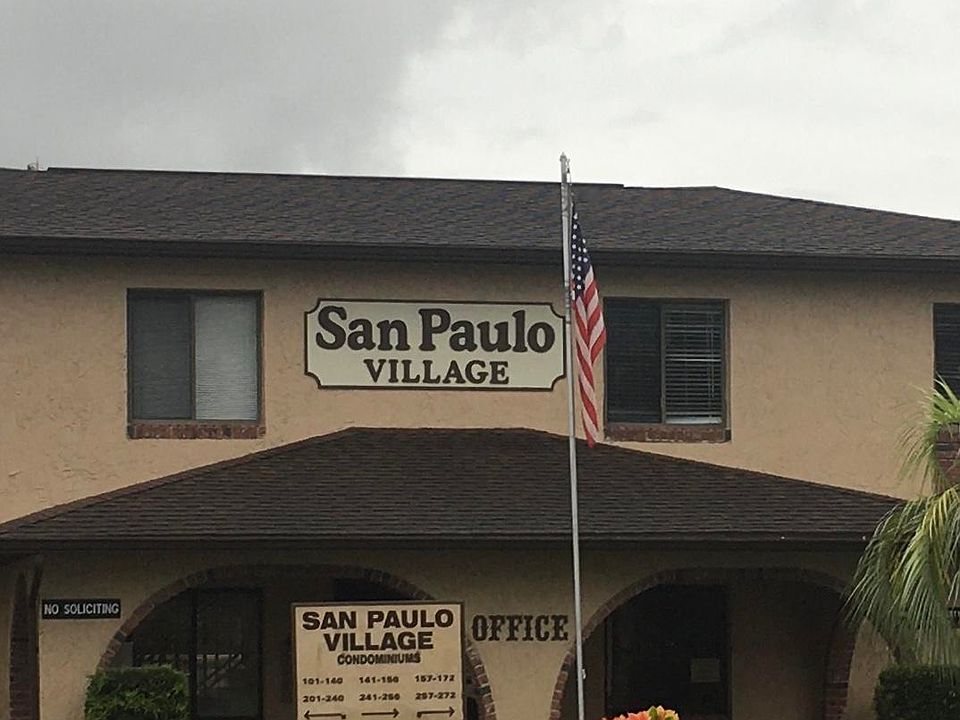 San Paulo
VILLAGE
NO SOLICITING
SAN PAULO
VILLAGE
CONDOMINIUMS
101-140 141-156 157-172
201-240 241-256 257-272
OFFICE